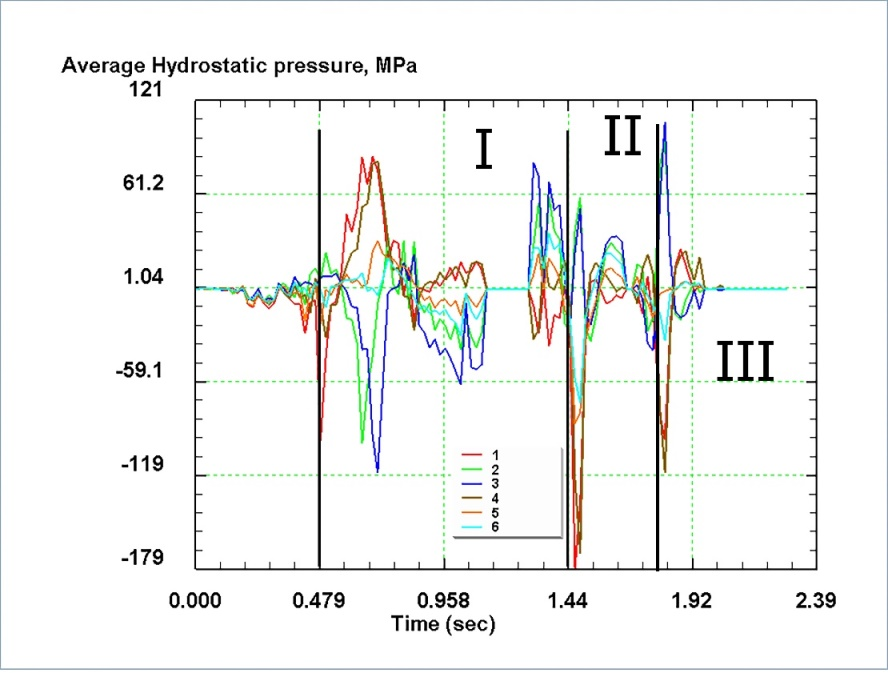 Average Hydrostatic pressure, MPa
121
61.2
1.04
-59.1
-119
-179
I
II
III
1
2
3
4
5
6
0.000 0.479 0.958 1.44 1.92 2.39
Time (sec)